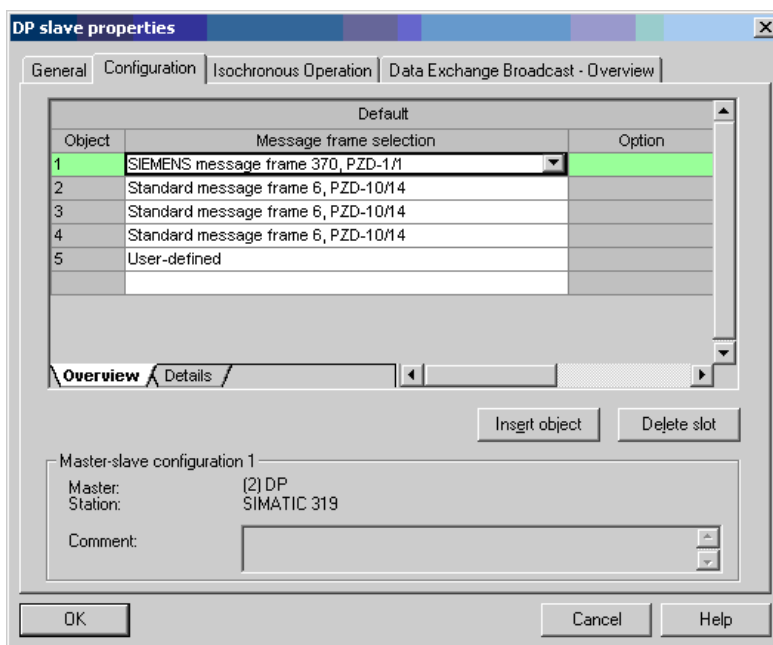 DP slave properties
General Configuration Isochronous Operation Data Exchange Broadcast - Overview
Default
Object Message frame selection Option
1 SIEMENS message frame 370, PZD-1/1
2 Standard message frame 6, PZD-10/14
3 Standard message frame 6, PZD-10/14
4 Standard message frame 6, PZD-10/14
5 User-defined
Overview Details
Insert object Delete slot
Master-slave configuration 1
Master: (2) DP
Station: SIMATIC 319
Comment:
OK Cancel Help